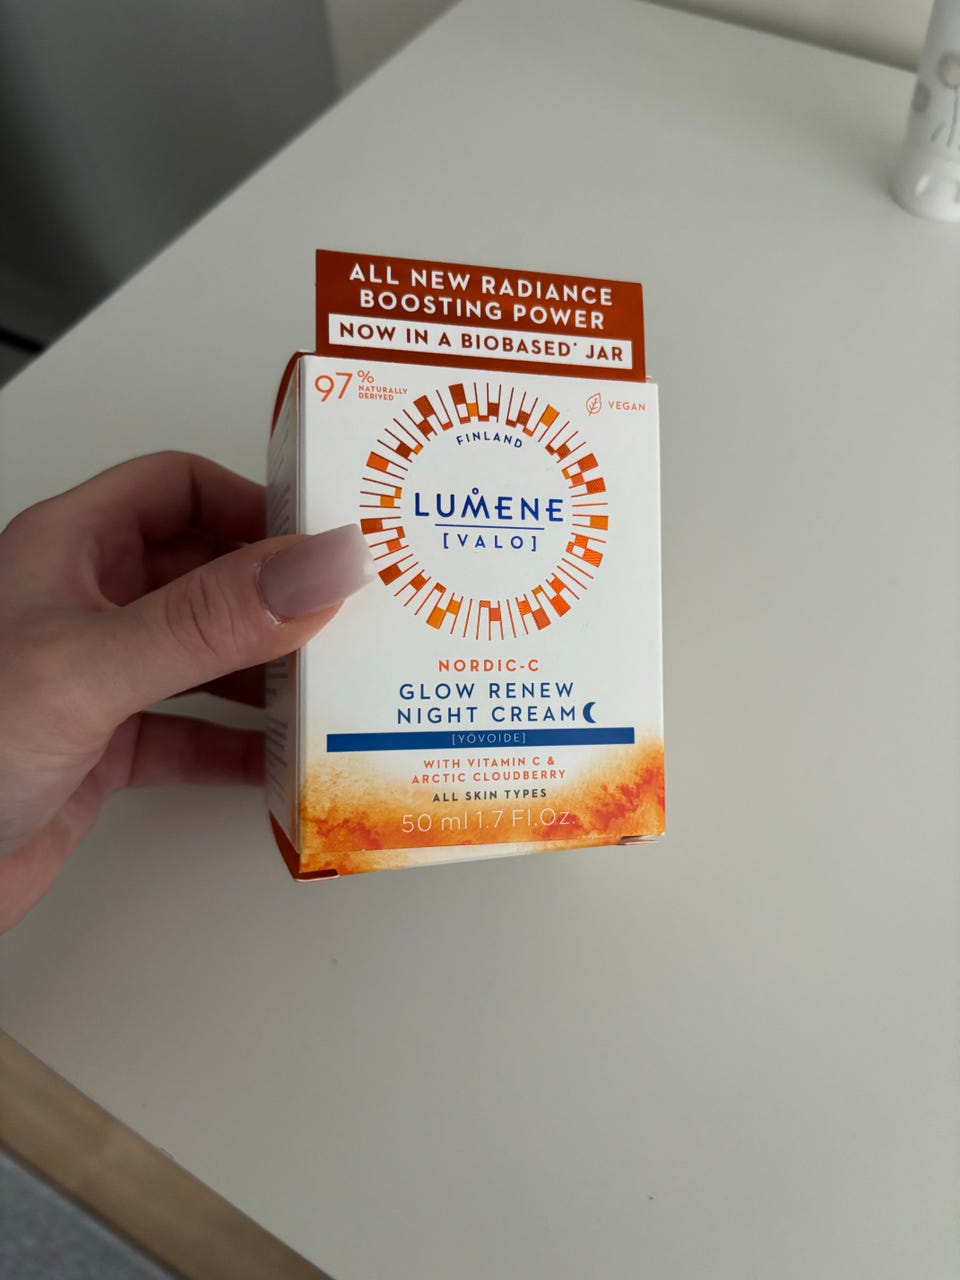 ALL NEW RADIANCE
BOOSTING POWER
NOW IN A BIOBASED* JAR
97%
NATURALLY
DERIVED
VEGAN
FINLAND
LUMENE
[VALO]
NORDIC-C
GLOW RENEW
NIGHT CREAM
[YÖVOIDE]
WITH VITAMIN C &
ARCTIC CLOUDBERRY
ALL SKIN TYPES
50 ml 1.7 Fl.Oz.